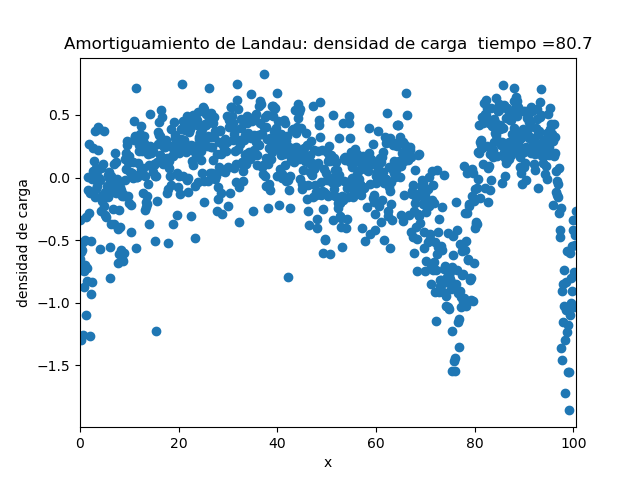 Amortiguamiento de Landau: densidad de carga  tiempo =80.7
densidad de carga
0.5
0.0
−0.5
−1.0
−1.5
0 20 40 60 80 100
x